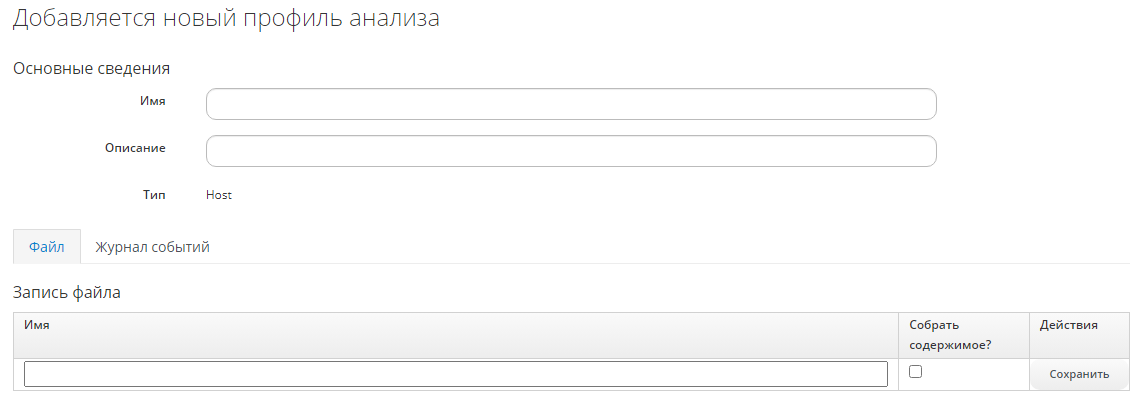 Добавляется новый профиль анализа
Основные сведения
Имя
Описание
Тип Host
Файл Журнал событий
Запись файла
Имя Собрать содержимое? Действия
Сохранить